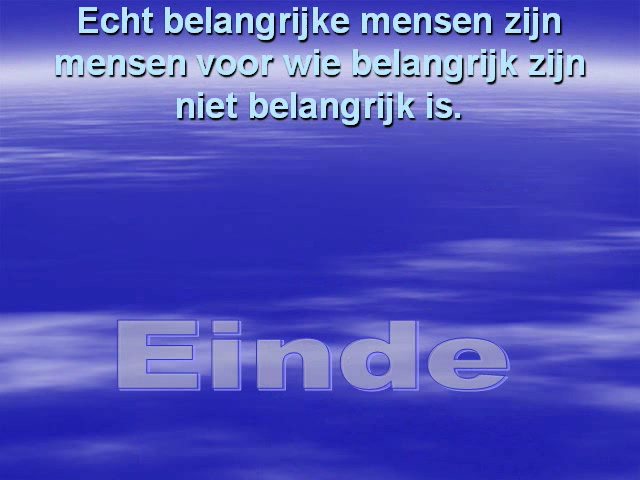 Echt belangrijke mensen zijn
mensen voor wie belangrijk zijn
niet belangrijk is.
Einde